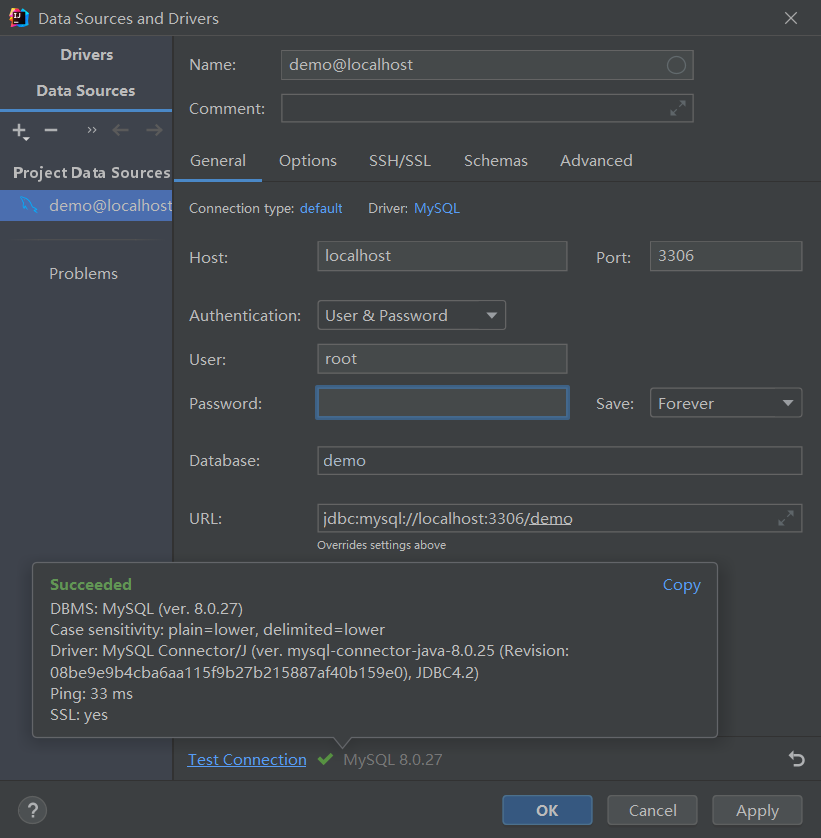 Data Sources and Drivers
Drivers
Data Sources
Project Data Sources
demo@localhost
Problems
Name: demo@localhost
Comment:
General Options SSH/SSL Schemas Advanced
Connection type: default Driver: MySQL
Host: localhost Port: 3306
Authentication: User & Password
User: root
Password: Save: Forever
Database: demo
URL: jdbc:mysql://localhost:3306/demo
Overrides settings above
Succeeded Copy
DBMS: MySQL (ver. 8.0.27)
Case sensitivity: plain=lower, delimited=lower
Driver: MySQL Connector/J (ver. mysql-connector-java-8.0.25 (Revision:
08be9e9b4cba6aa115f9b27b215887af40b159e0), JDBC4.2)
Ping: 33 ms
SSL: yes
Test Connection MySQL 8.0.27
? OK Cancel Apply